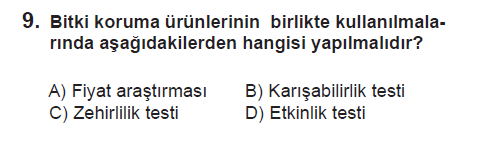 9. Bitki koruma ürünlerinin birlikte kullanılmala-
rında aşağıdakilerden hangisi yapılmalıdır?
A) Fiyat araştırması B) Karışabilirlik testi
C) Zehirlilik testi D) Etkinlik testi